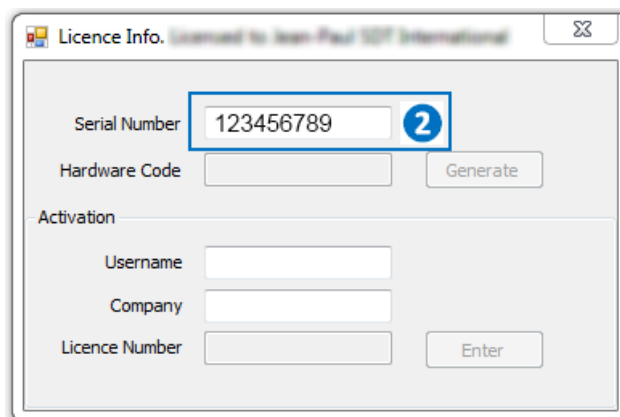 Licence Info.
Serial Number 123456789 2
Hardware Code Generate
Activation
Username
Company
Licence Number Enter